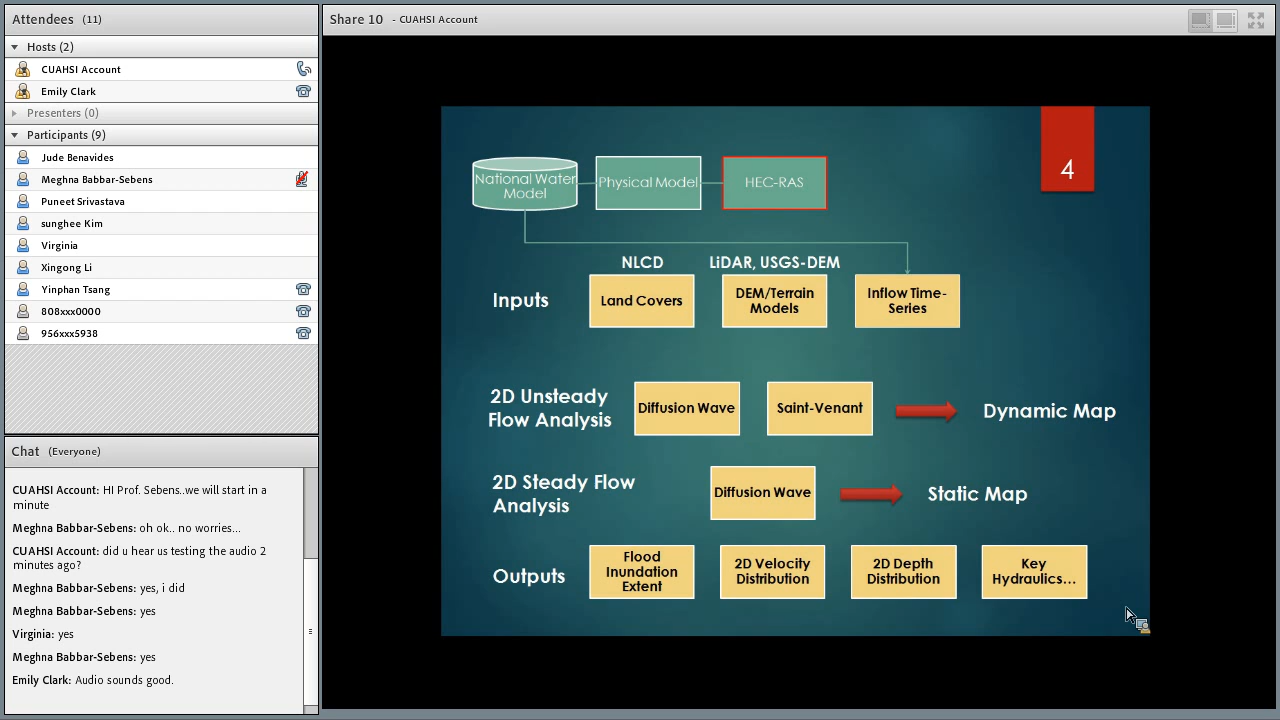 Attendees (11)
Hosts (2)
CUAHSI Account
Emily Clark
Presenters (0)
Participants (9)
Jude Benavides
Meghna Babbar-Sebens
Puneet Srivastava
sunghee Kim
Virginia
Xingong Li
Yinphan Tsang
808xxx0000
956xxx5938
Chat (Everyone)
CUAHSI Account: HI Prof. Sebens..we will start in a
minute
Meghna Babbar-Sebens: oh ok.. no worries...
CUAHSI Account: did u hear us testing the audio 2
minutes ago?
Meghna Babbar-Sebens: yes, i did
Meghna Babbar-Sebens: yes
Virginia: yes
Meghna Babbar-Sebens: yes
Emily Clark: Audio sounds good.
Share 10 - CUAHSI Account
4
National Water
Model
Physical Model
HEC-RAS
NLCD
LiDAR, USGS-DEM
Inputs
Land Covers
DEM/Terrain
Models
Inflow Time-
Series
2D Unsteady
Flow Analysis
Diffusion Wave
Saint-Venant
Dynamic Map
2D Steady Flow
Analysis
Diffusion Wave
Static Map
Outputs
Flood
Inundation
Extent
2D Velocity
Distribution
2D Depth
Distribution
Key
Hydraulics...